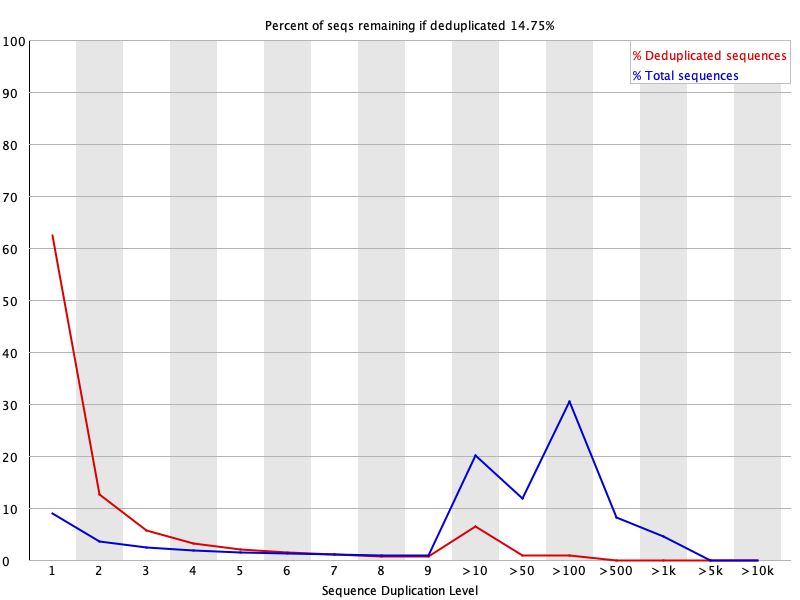 Percent of seqs remaining if deduplicated 14.75%
% Deduplicated sequences
% Total sequences
100
90
80
70
60
50
40
30
20
10
0
1 2 3 4 5 6 7 8 9 >10 >50 >100 >500 >1k >5k >10k
Sequence Duplication Level